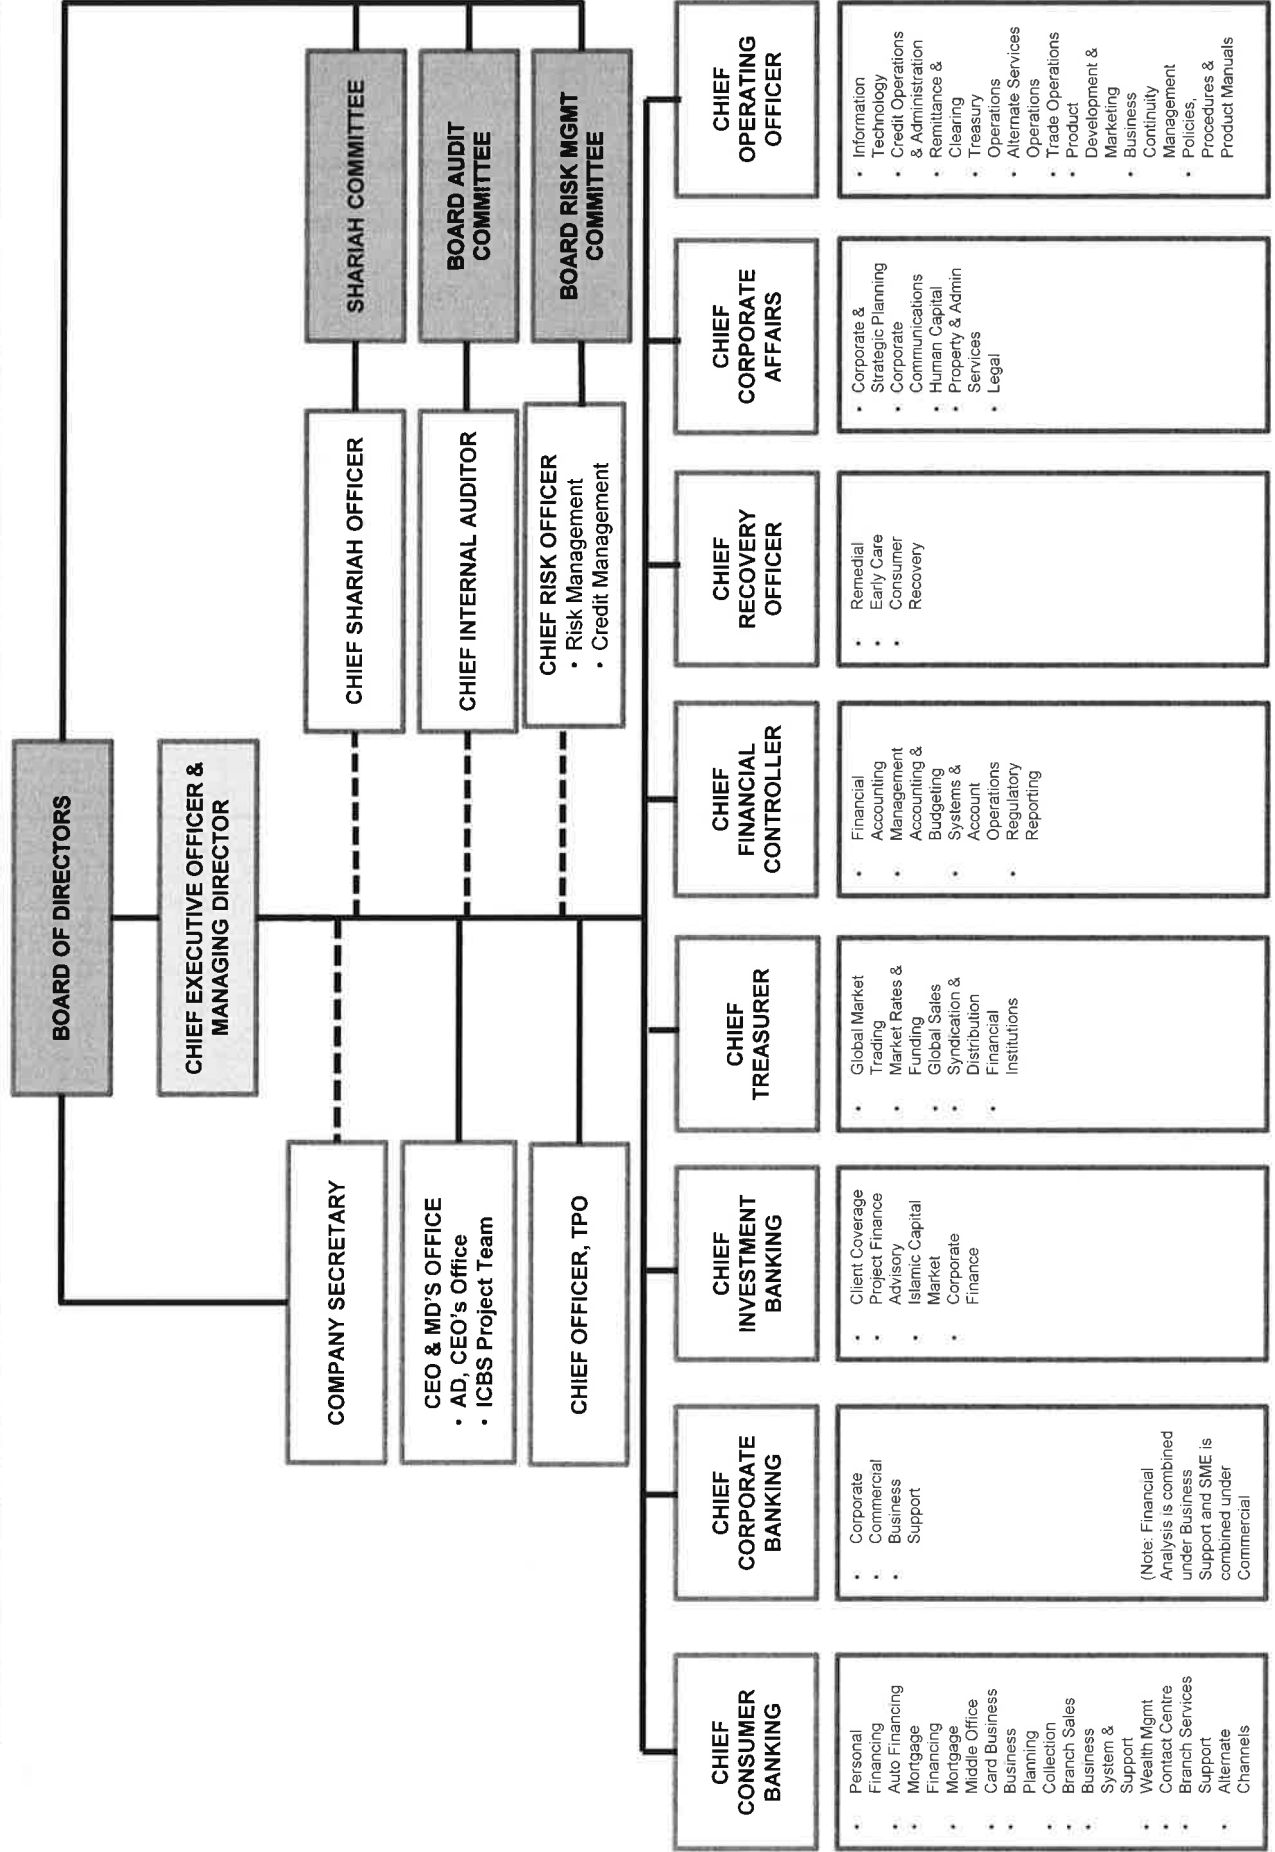 BOARD OF DIRECTORS
CHIEF EXECUTIVE OFFICER &
MANAGING DIRECTOR
COMPANY SECRETARY
CEO & MD'S OFFICE
• AD, CEO's Office
• ICBS Project Team
CHIEF OFFICER, TPO
CHIEF SHARIAH OFFICER
CHIEF INTERNAL AUDITOR
CHIEF RISK OFFICER
• Risk Management
• Credit Management
SHARIAH COMMITTEE
BOARD AUDIT
COMMITTEE
BOARD RISK MGMT
COMMITTEE
CHIEF
CONSUMER
BANKING
• Personal
Financing
• Auto Financing
• Mortgage
Financing
• Mortgage
Middle Office
• Card Business
• Business
Planning
• Collection
• Branch Sales
• Business
System &
Support
• Wealth Mgmt
• Contact Centre
• Branch Services
Support
• Alternate
Channels
CHIEF
CORPORATE
BANKING
• Corporate
• Commercial
• Business
Support
(Note: Financial
Analysis is combined
under Business
Support and SME is
combined under
Commercial
CHIEF
INVESTMENT
BANKING
• Client Coverage
• Project Finance
Advisory
• Islamic Capital
Market
• Corporate
Finance
CHIEF
TREASURER
• Global Market
Trading
• Market Rates &
Funding
• Global Sales
• Syndication &
Distribution
• Financial
Institutions
CHIEF
FINANCIAL
CONTROLLER
• Financial
Accounting
• Management
Accounting &
Budgeting
• Systems &
Account
Operations
• Regulatory
Reporting
CHIEF
RECOVERY
OFFICER
• Remedial
• Early Care
• Consumer
Recovery
CHIEF
CORPORATE
AFFAIRS
• Corporate &
Strategic Planning
• Corporate
Communications
• Human Capital
• Property & Admin
Services
• Legal
CHIEF
OPERATING
OFFICER
• Information
Technology
• Credit Operations
& Administration
• Remittance &
Clearing
• Treasury
Operations
• Alternate Services
Operations
• Trade Operations
• Product
Development &
Marketing
• Business
Continuity
Management
• Policies,
Procedures &
Product Manuals